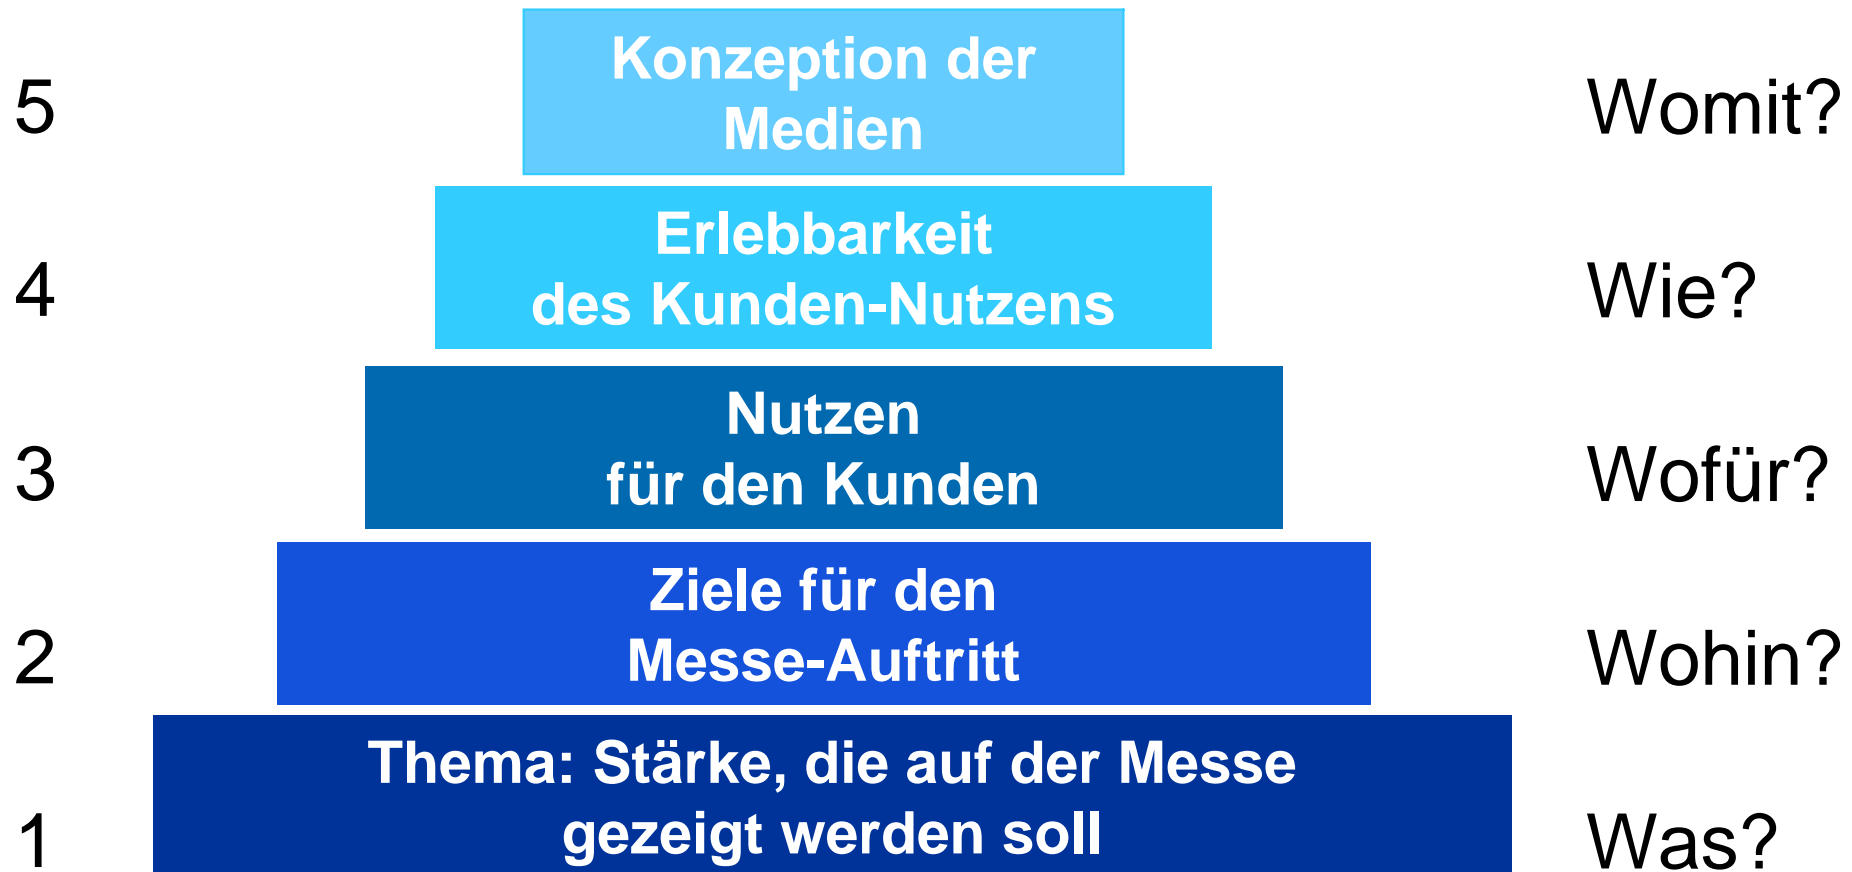 5
Konzeption der
Medien
Womit?
4
Erlebbarkeit
des Kunden-Nutzens
Wie?
3
Nutzen
für den Kunden
Wofür?
2
Ziele für den
Messe-Auftritt
Wohin?
1
Thema: Stärke, die auf der Messe
gezeigt werden soll
Was?